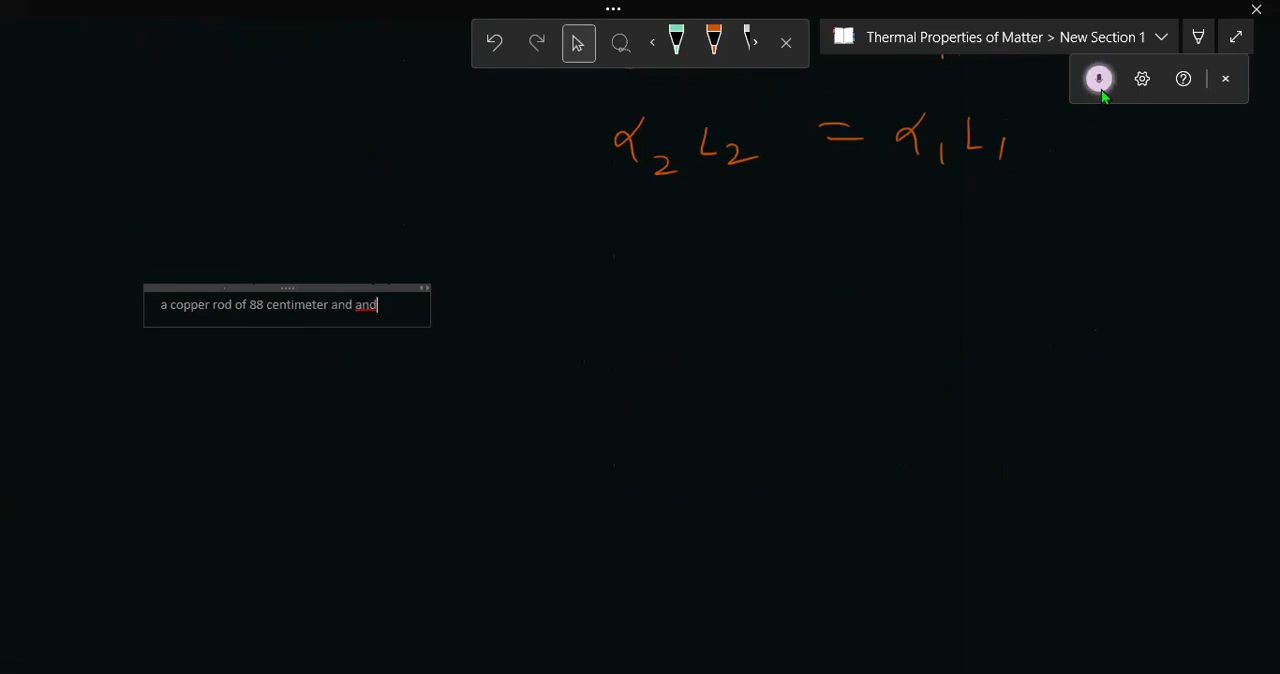 Thermal Properties of Matter > New Section 1
α₂ L₂ = α₁ L₁
a copper rod of 88 centimeter and and